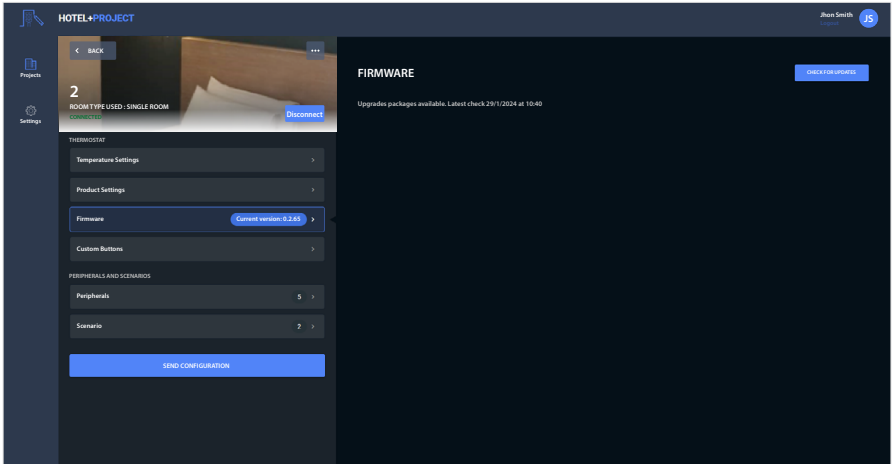 HOTEL+PROJECT
Jhon Smith
Logout
JS
Projects
Settings
BACK
2
ROOM TYPE USED : SINGLE ROOM
CONNECTED
Disconnect
THERMOSTAT
Temperature Settings
Product Settings
Firmware
Current version: 0.2.65
Custom Buttons
PERIPHERALS AND SCENARIOS
Peripherals
5
Scenario
2
SEND CONFIGURATION
FIRMWARE
CHECK FOR UPDATES
Upgrades packages available. Latest check 29/1/2024 at 10:40